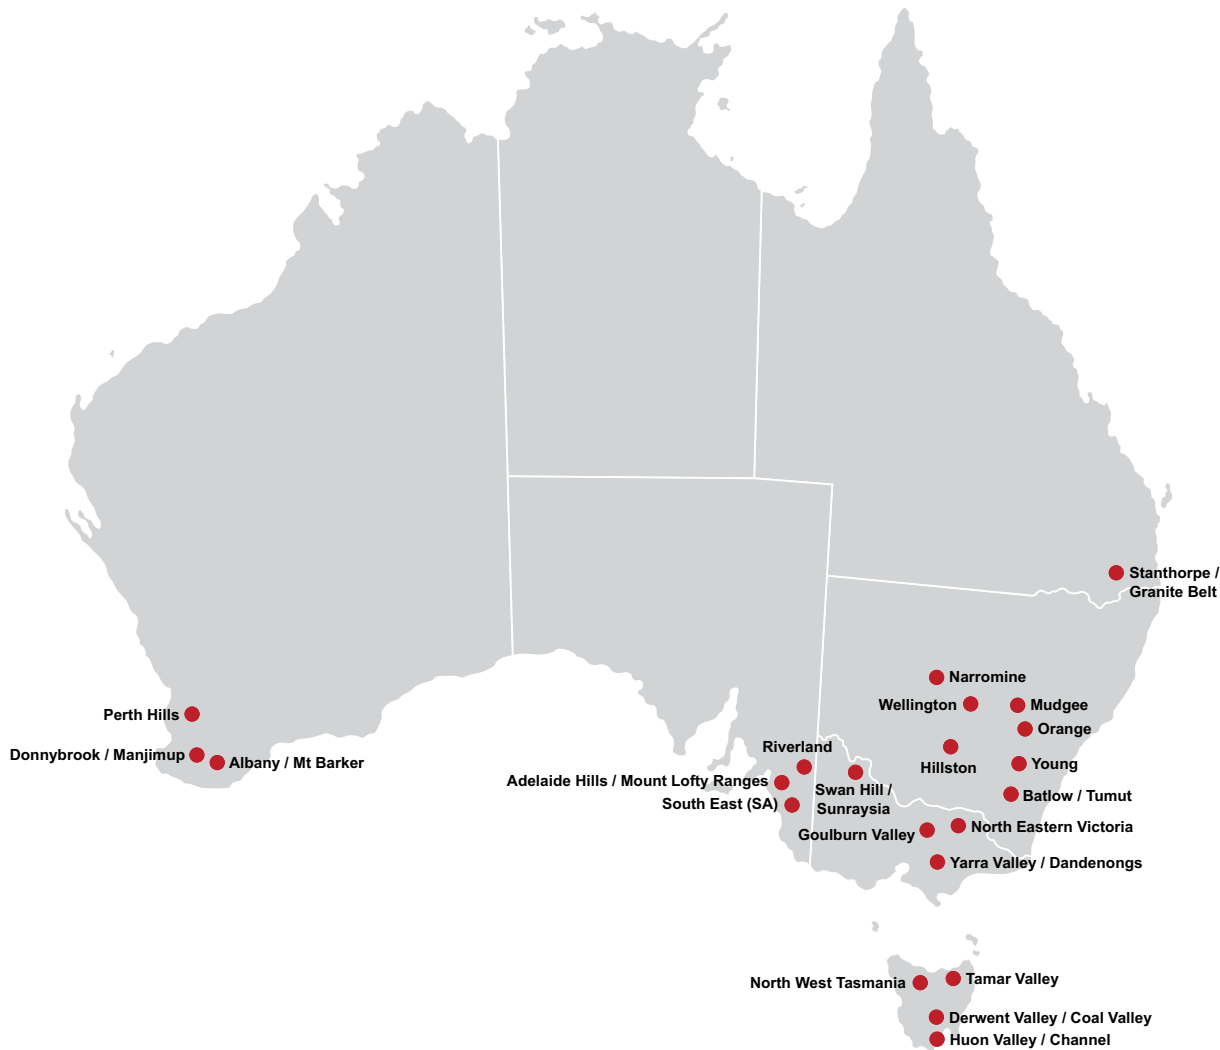 Stanthorpe /
Granite Belt
Narromine
Wellington
Mudgee
Orange
Perth Hills
Riverland
Hillston
Young
Donnybrook / Manjimup
Albany / Mt Barker
Adelaide Hills / Mount Lofty Ranges
Swan Hill /
Sunraysia
South East (SA)
Batlow / Tumut
Goulburn Valley
North Eastern Victoria
Yarra Valley / Dandenongs
North West Tasmania
Tamar Valley
Derwent Valley / Coal Valley
Huon Valley / Channel